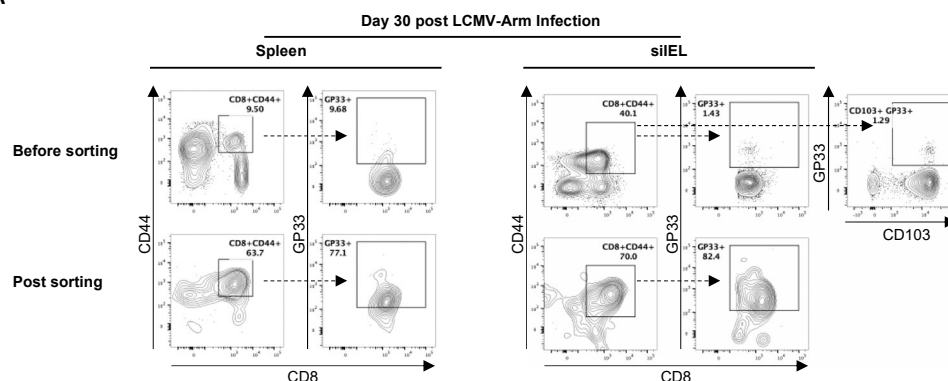 Day 30 post LCMV-Arm Infection
Spleen
siIEL
Before sorting
CD44
CD8+CD44+
9.50
GP33
GP33+
9.68
CD44
CD8+CD44+
40.1
GP33
GP33+
1.43
GP33
CD103+ GP33+
1.29
CD103
Post sorting
CD8+CD44+
63.7
GP33+
77.1
CD8+CD44+
70.0
GP33+
82.4
CD8
CD8